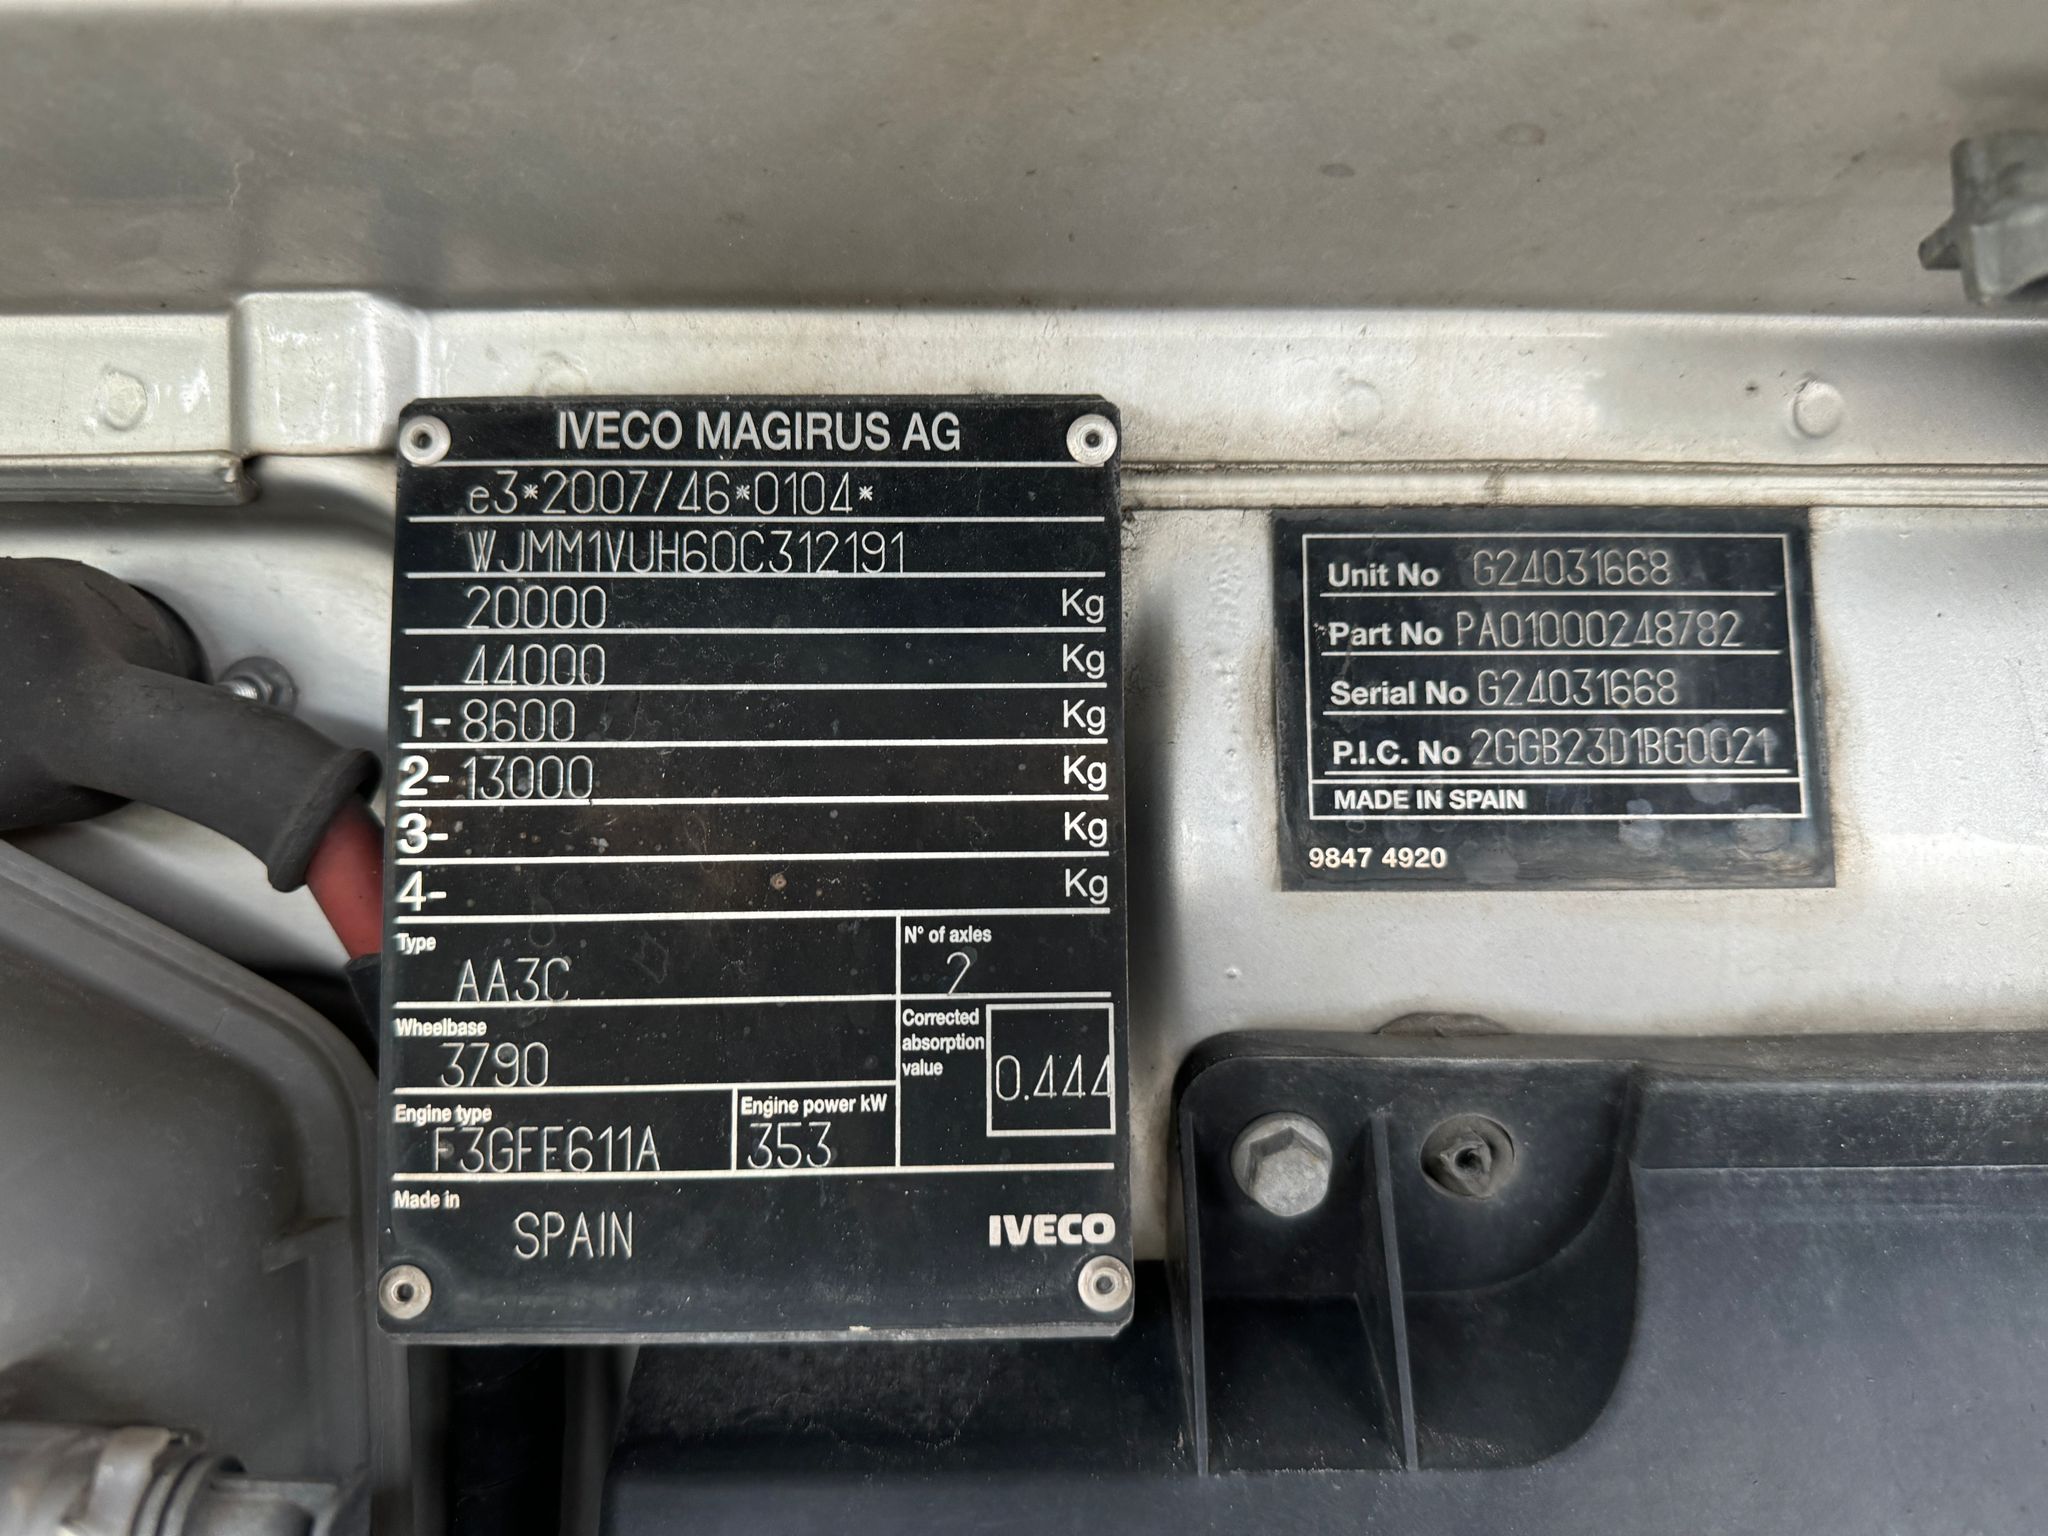 IVECO MAGIRUS AG
e3*2007/46*0104*
WJMM1VUH60C312191
20000 Kg
44000 Kg
1- 8600 Kg
2- 13000 Kg
3- Kg
4- Kg
Type AA3C
N° of axles 2
Wheelbase 3790
Corrected absorption value 0.444
Engine type F3GFE611A
Engine power kW 353
Made in SPAIN
IVECO
Unit No G24031668
Part No PA01000248782
Serial No G24031668
P.I.C. No 2GGB23D1BG0021
MADE IN SPAIN
9847 4920